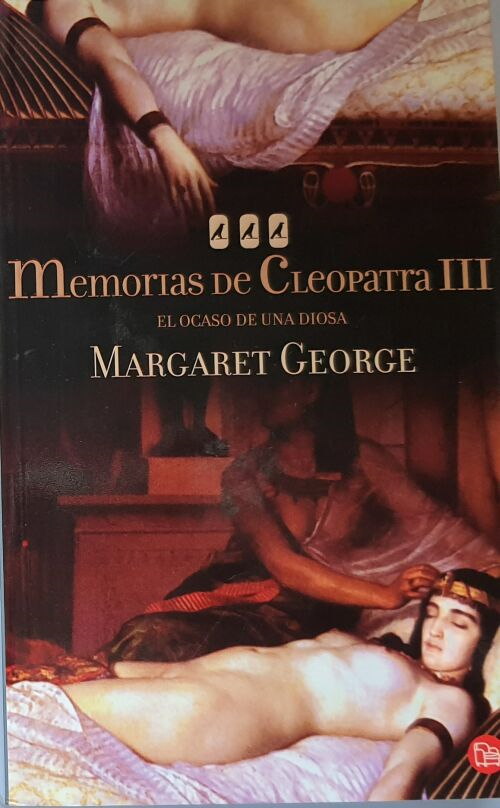 Memorias de Cleopatra III
EL OCASO DE UNA DIOSA
MARGARET GEORGE